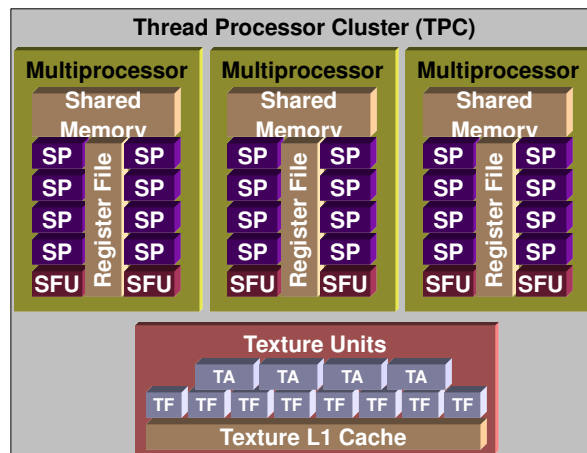 Thread Processor Cluster (TPC)
Multiprocessor Multiprocessor Multiprocessor
Shared Memory Shared Memory Shared Memory
SP SP SP SP SP SP
SP SP SP SP SP SP
SP SP SP SP SP SP
SP SP SP SP SP SP
SFU SFU SFU SFU SFU SFU
Register File Register File Register File
Texture Units
TA TA TA TA
TF TF TF TF TF TF TF TF
Texture L1 Cache